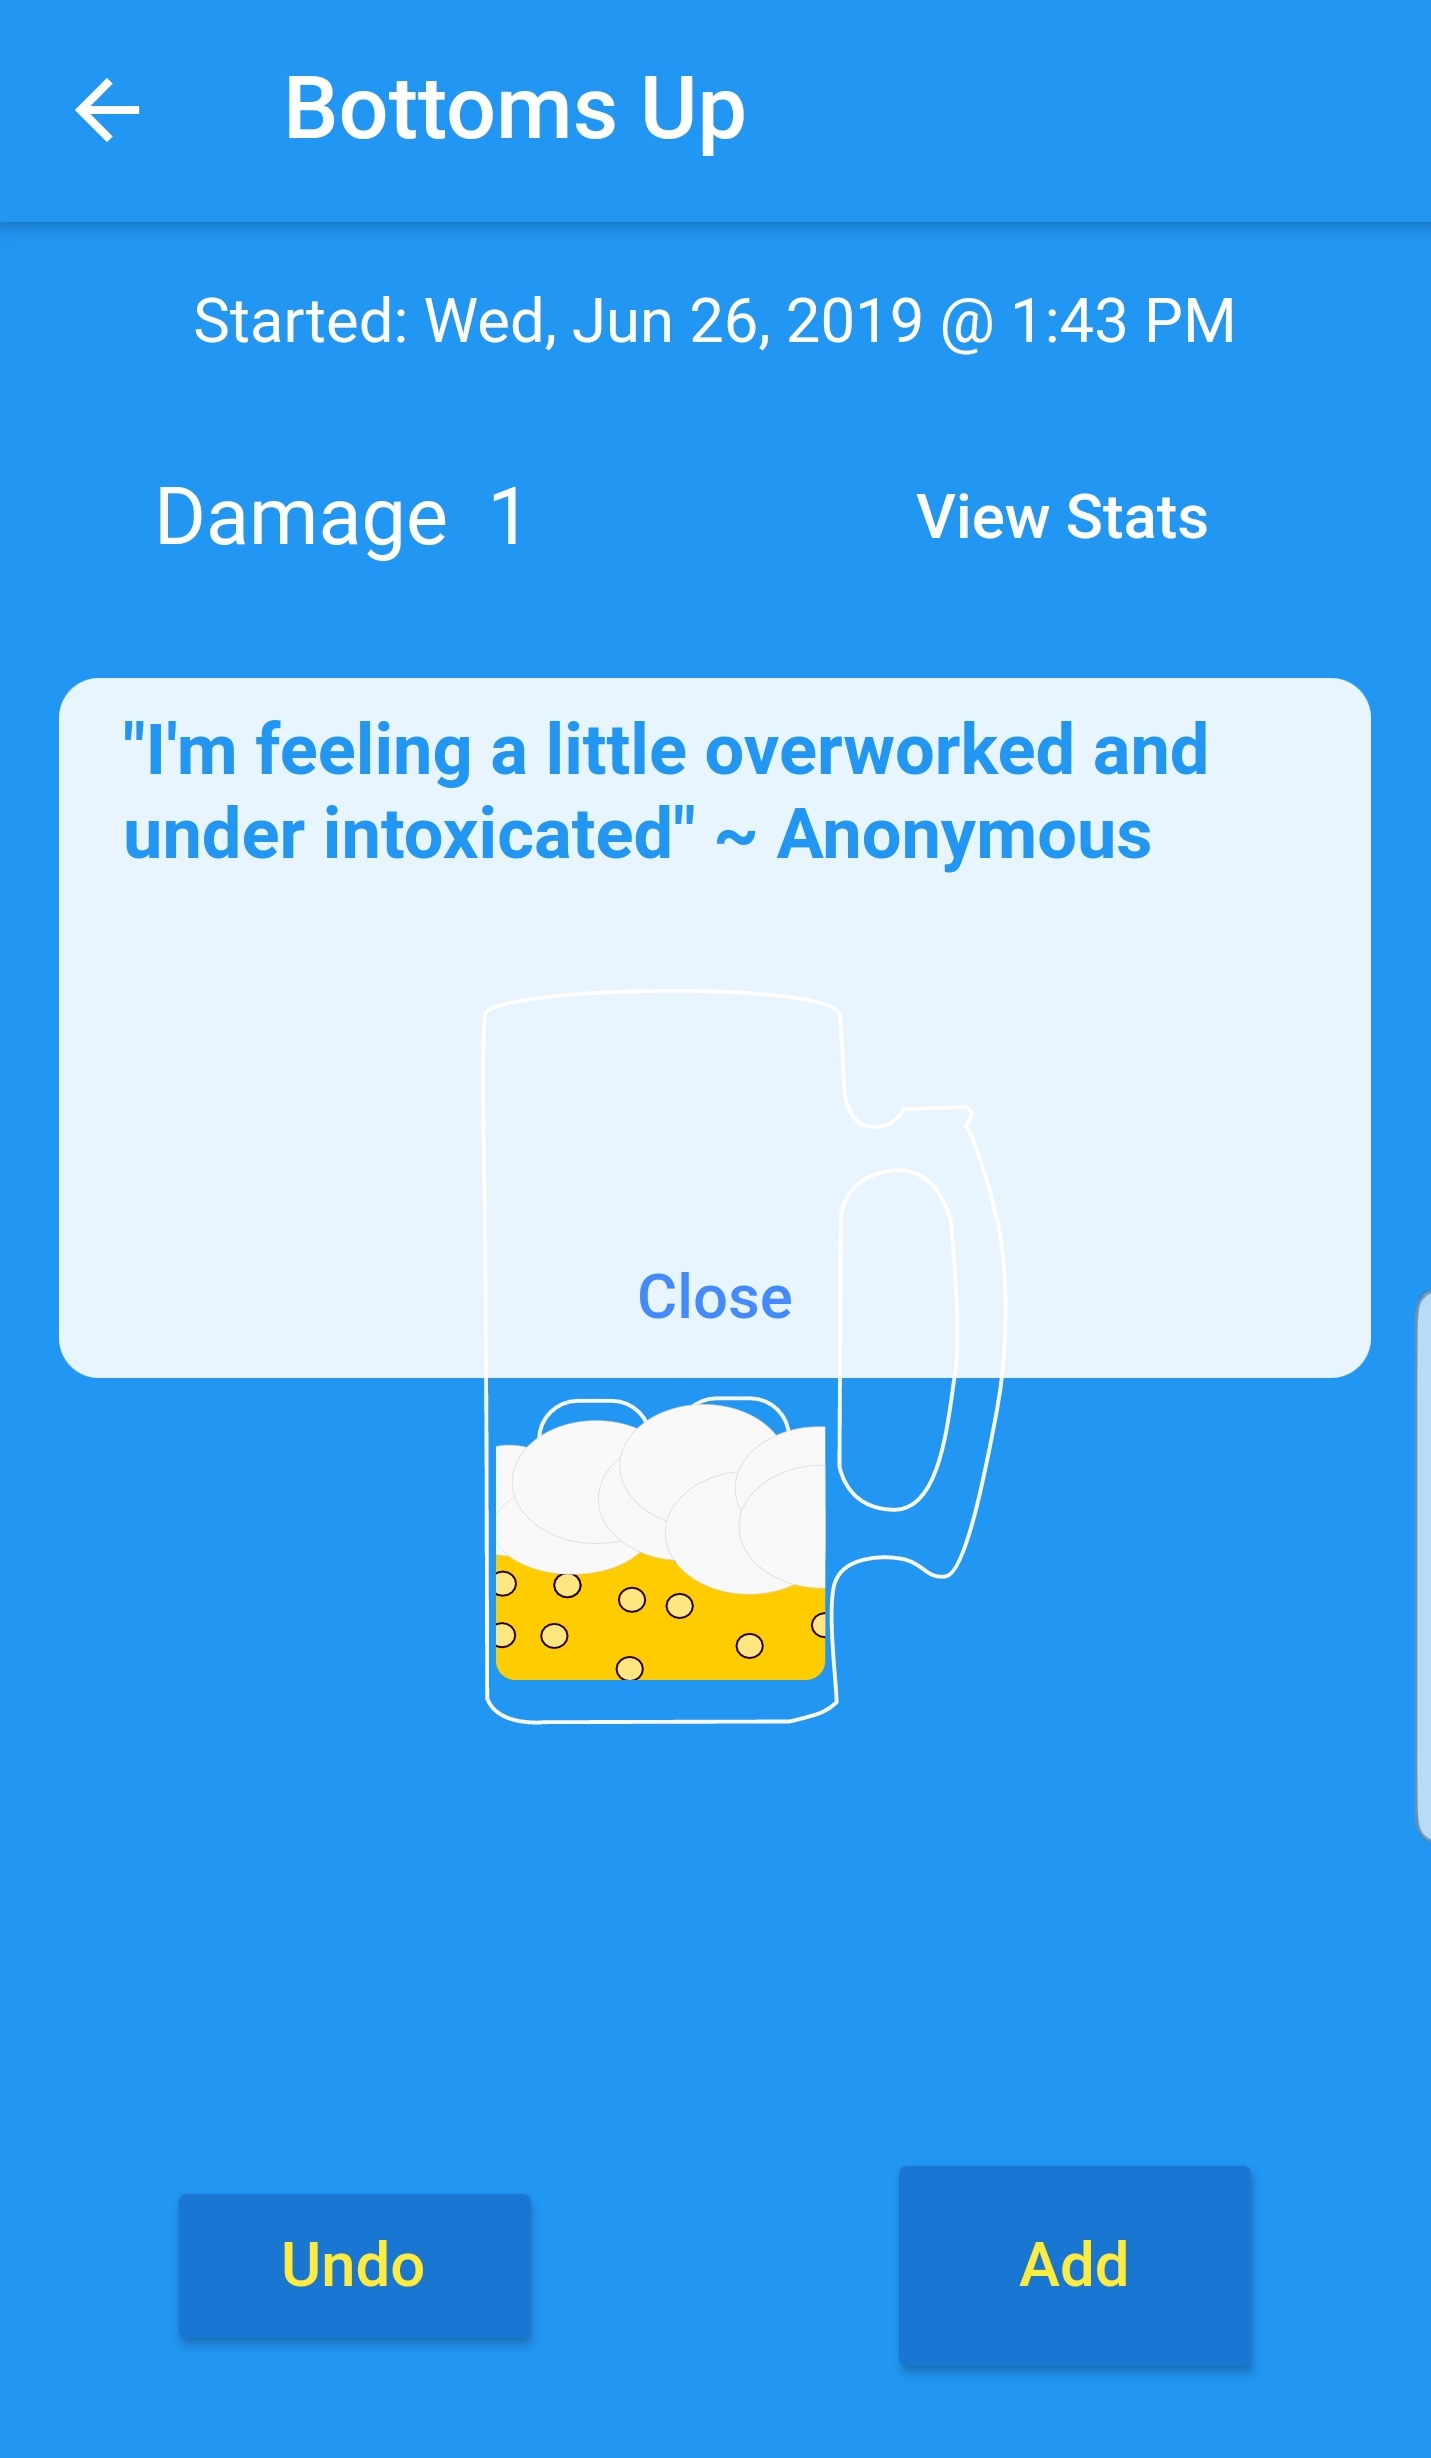 Bottoms Up
Started: Wed, Jun 26, 2019 @ 1:43 PM
Damage 1
View Stats
"I'm feeling a little overworked and
under intoxicated" ~ Anonymous
Close
Undo
Add